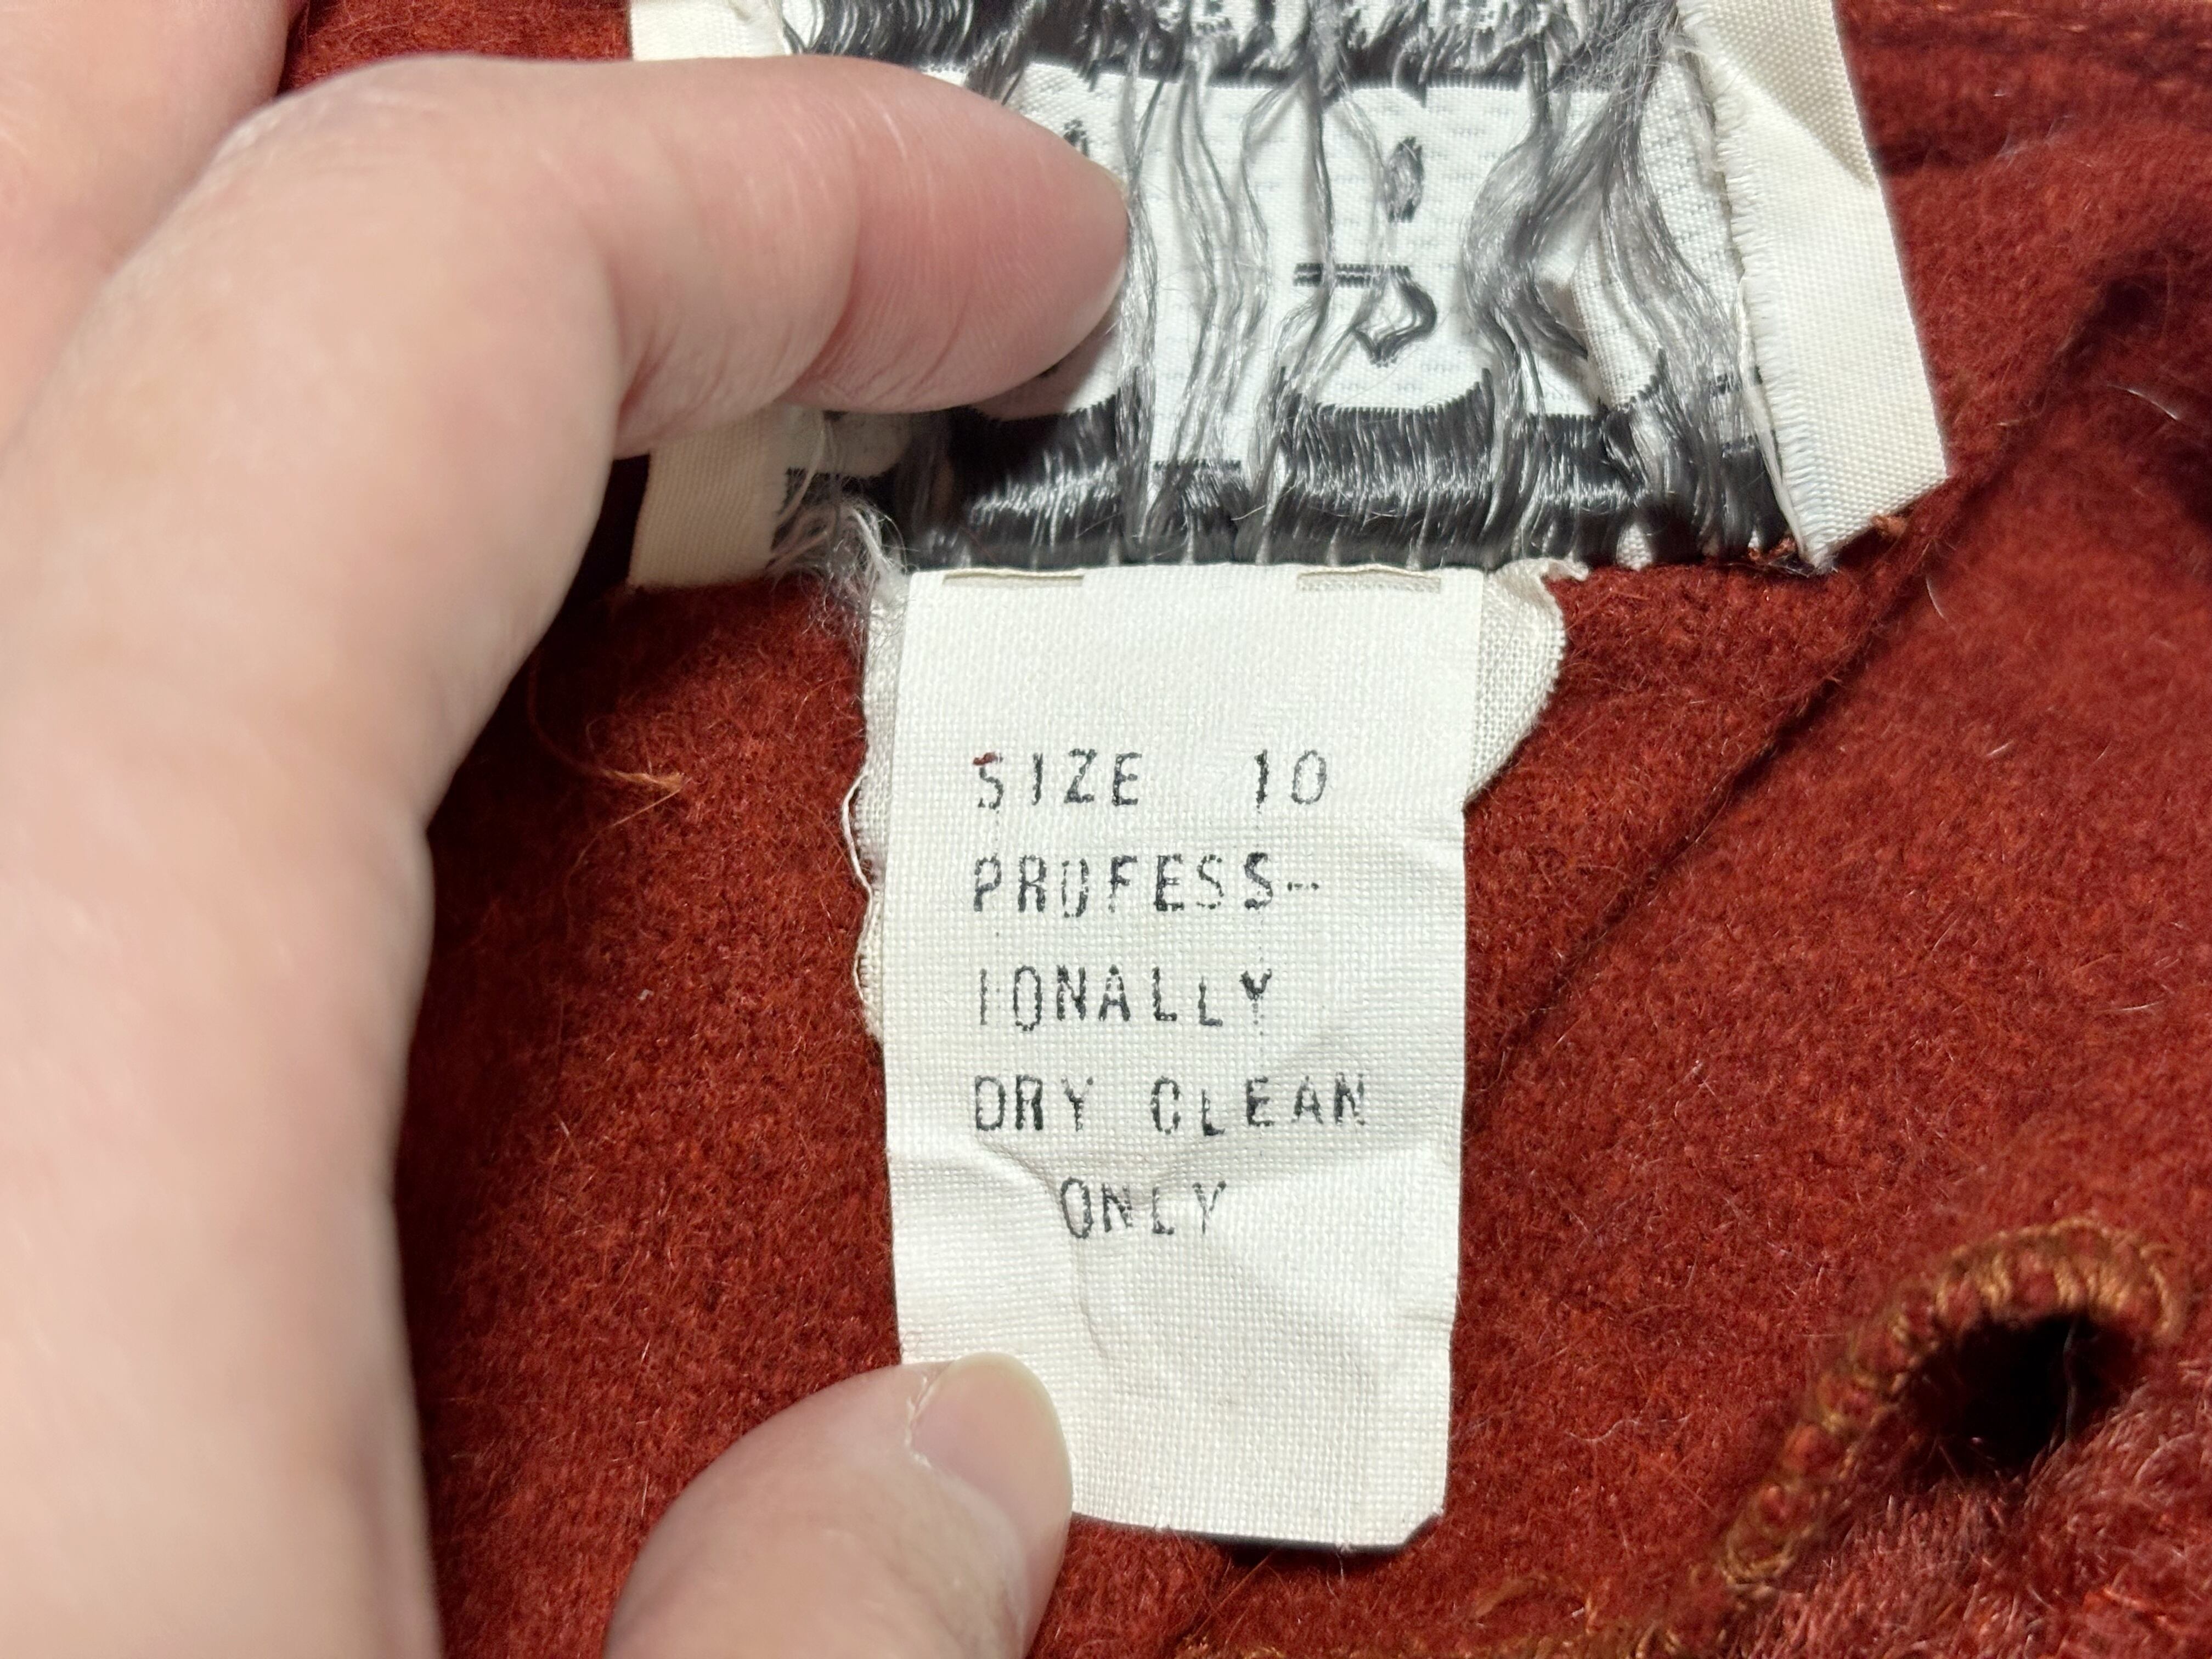 SIZE 10
PROFESS-
IONALLY
DRY CLEAN
ONLY